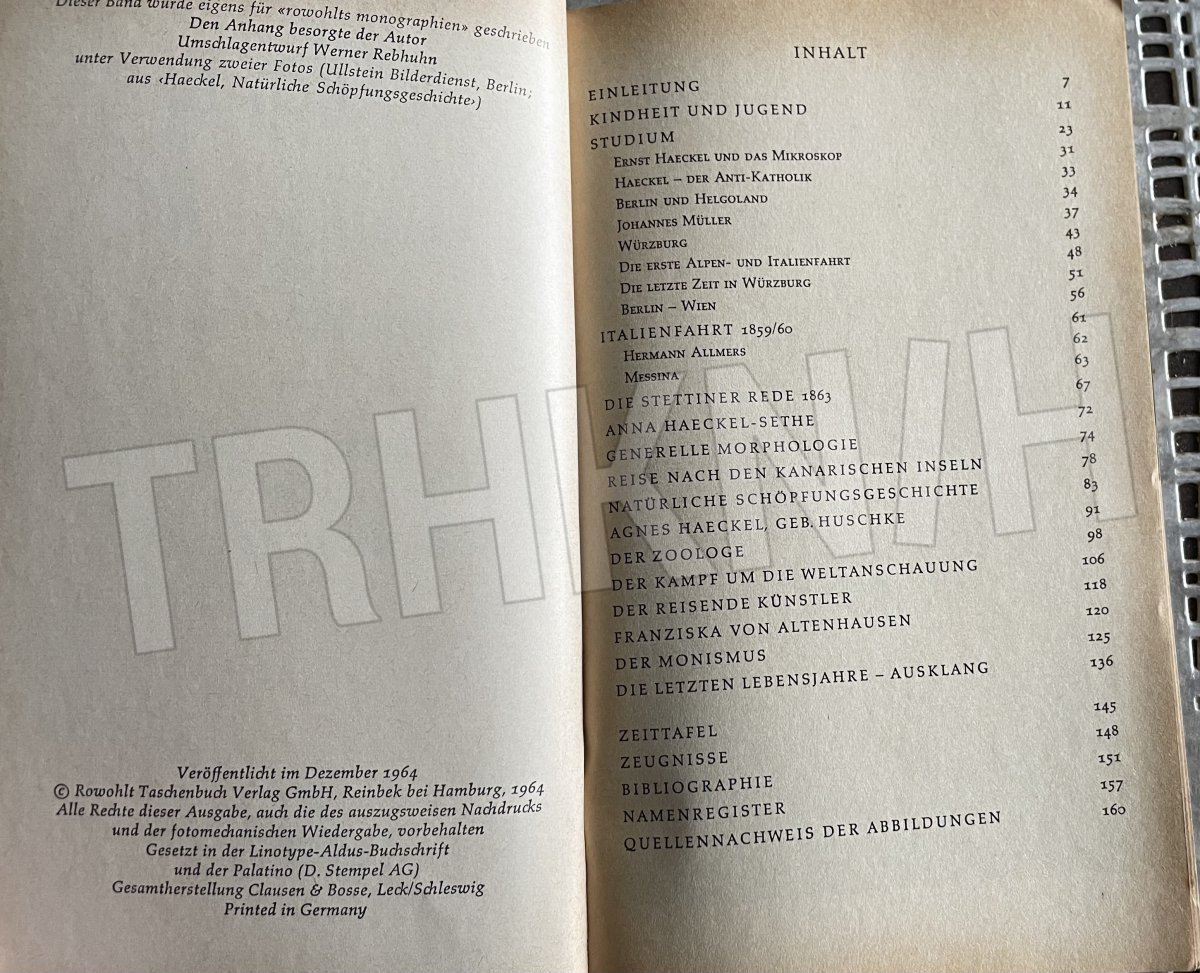 Dieser Band wurde eigens für «rowohlts monographien» geschrieben
Den Anhang besorgte der Autor
Umschlagentwurf Werner Rebhuhn
unter Verwendung zweier Fotos (Ullstein Bilderdienst, Berlin;
aus ‹Haeckel, Natürliche Schöpfungsgeschichte›)
Veröffentlicht im Dezember 1964
© Rowohlt Taschenbuch Verlag GmbH, Reinbek bei Hamburg, 1964
Alle Rechte dieser Ausgabe, auch die des auszugsweisen Nachdrucks
und der fotomechanischen Wiedergabe, vorbehalten
Gesetzt in der Linotype-Aldus-Buchschrift
und der Palatino (D. Stempel AG)
Gesamtherstellung Clausen & Bosse, Leck/Schleswig
Printed in Germany
INHALT
EINLEITUNG 7
KINDHEIT UND JUGEND 11
STUDIUM 23
Ernst Haeckel und das Mikroskop 31
Haeckel – der Anti-Katholik 33
Berlin und Helgoland 34
Johannes Müller 37
Würzburg 43
Die erste Alpen- und Italienfahrt 48
Die letzte Zeit in Würzburg 51
Berlin – Wien 56
ITALIENFAHRT 1859/60 61
Hermann Allmers 62
Messina 63
DIE STETTINER REDE 1863 67
ANNA HAECKEL-SETHE 72
GENERELLE MORPHOLOGIE 74
REISE NACH DEN KANARISCHEN INSELN 78
NATÜRLICHE SCHÖPFUNGSGESCHICHTE 83
AGNES HAECKEL, GEB. HUSCHKE 91
DER ZOOLOGE 98
DER KAMPF UM DIE WELTANSCHAUUNG 106
DER REISENDE KÜNSTLER 118
FRANZISKA VON ALTENHAUSEN 120
DER MONISMUS 125
DIE LETZTEN LEBENSJAHRE – AUSKLANG 136
ZEITTAFEL 145
ZEUGNISSE 148
BIBLIOGRAPHIE 151
NAMENREGISTER 157
QUELLENNACHWEIS DER ABBILDUNGEN 160
TRHKN/H